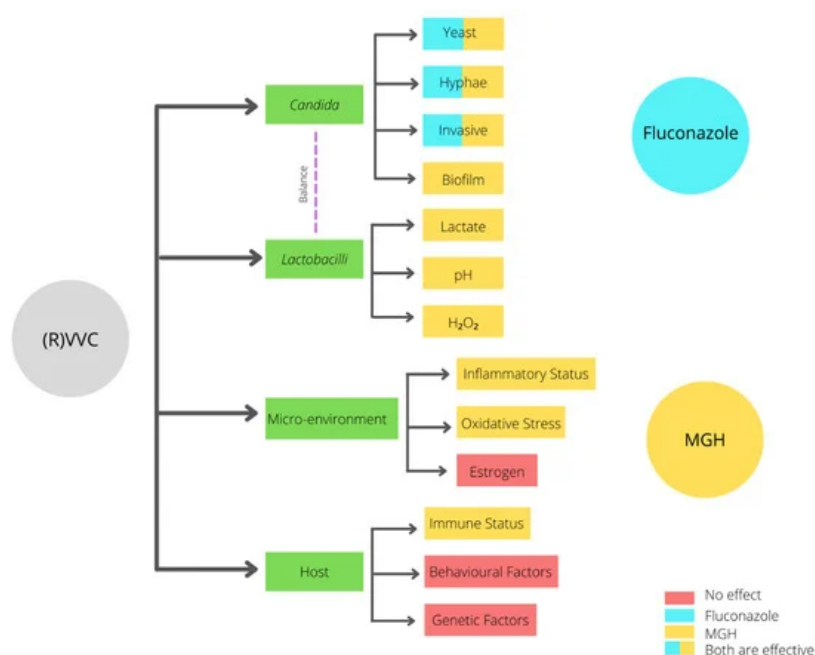 (R)VVC
Candida
Balance
Lactobacilli
Micro-environment
Host
Yeast
Hyphae
Invasive
Biofilm
Lactate
pH
H₂O₂
Inflammatory Status
Oxidative Stress
Estrogen
Immune Status
Behavioural Factors
Genetic Factors
Fluconazole
MGH
No effect
Fluconazole
MGH
Both are effective